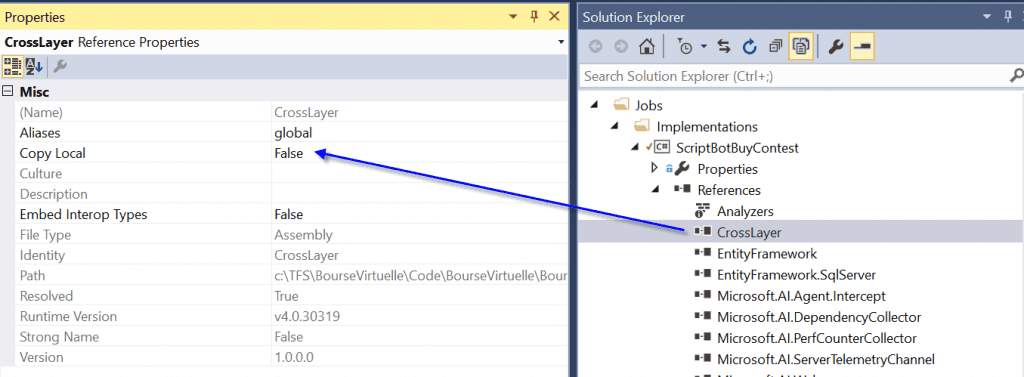 Properties
CrossLayer Reference Properties
Misc
(Name) CrossLayer
Aliases global
Copy Local False
Culture
Description
Embed Interop Types False
File Type Assembly
Identity CrossLayer
Path c:\TFS\BourseVirtuelle\Code\BourseVirtuelle\Bour
Resolved True
Runtime Version v4.0.30319
Strong Name False
Version 1.0.0.0
Solution Explorer
Search Solution Explorer (Ctrl+;)
Jobs
Implementations
C# ScriptBotBuyContest
Properties
References
Analyzers
CrossLayer
EntityFramework
EntityFramework.SqlServer
Microsoft.AI.Agent.Intercept
Microsoft.AI.DependencyCollector
Microsoft.AI.PerfCounterCollector
Microsoft.AI.ServerTelemetryChannel